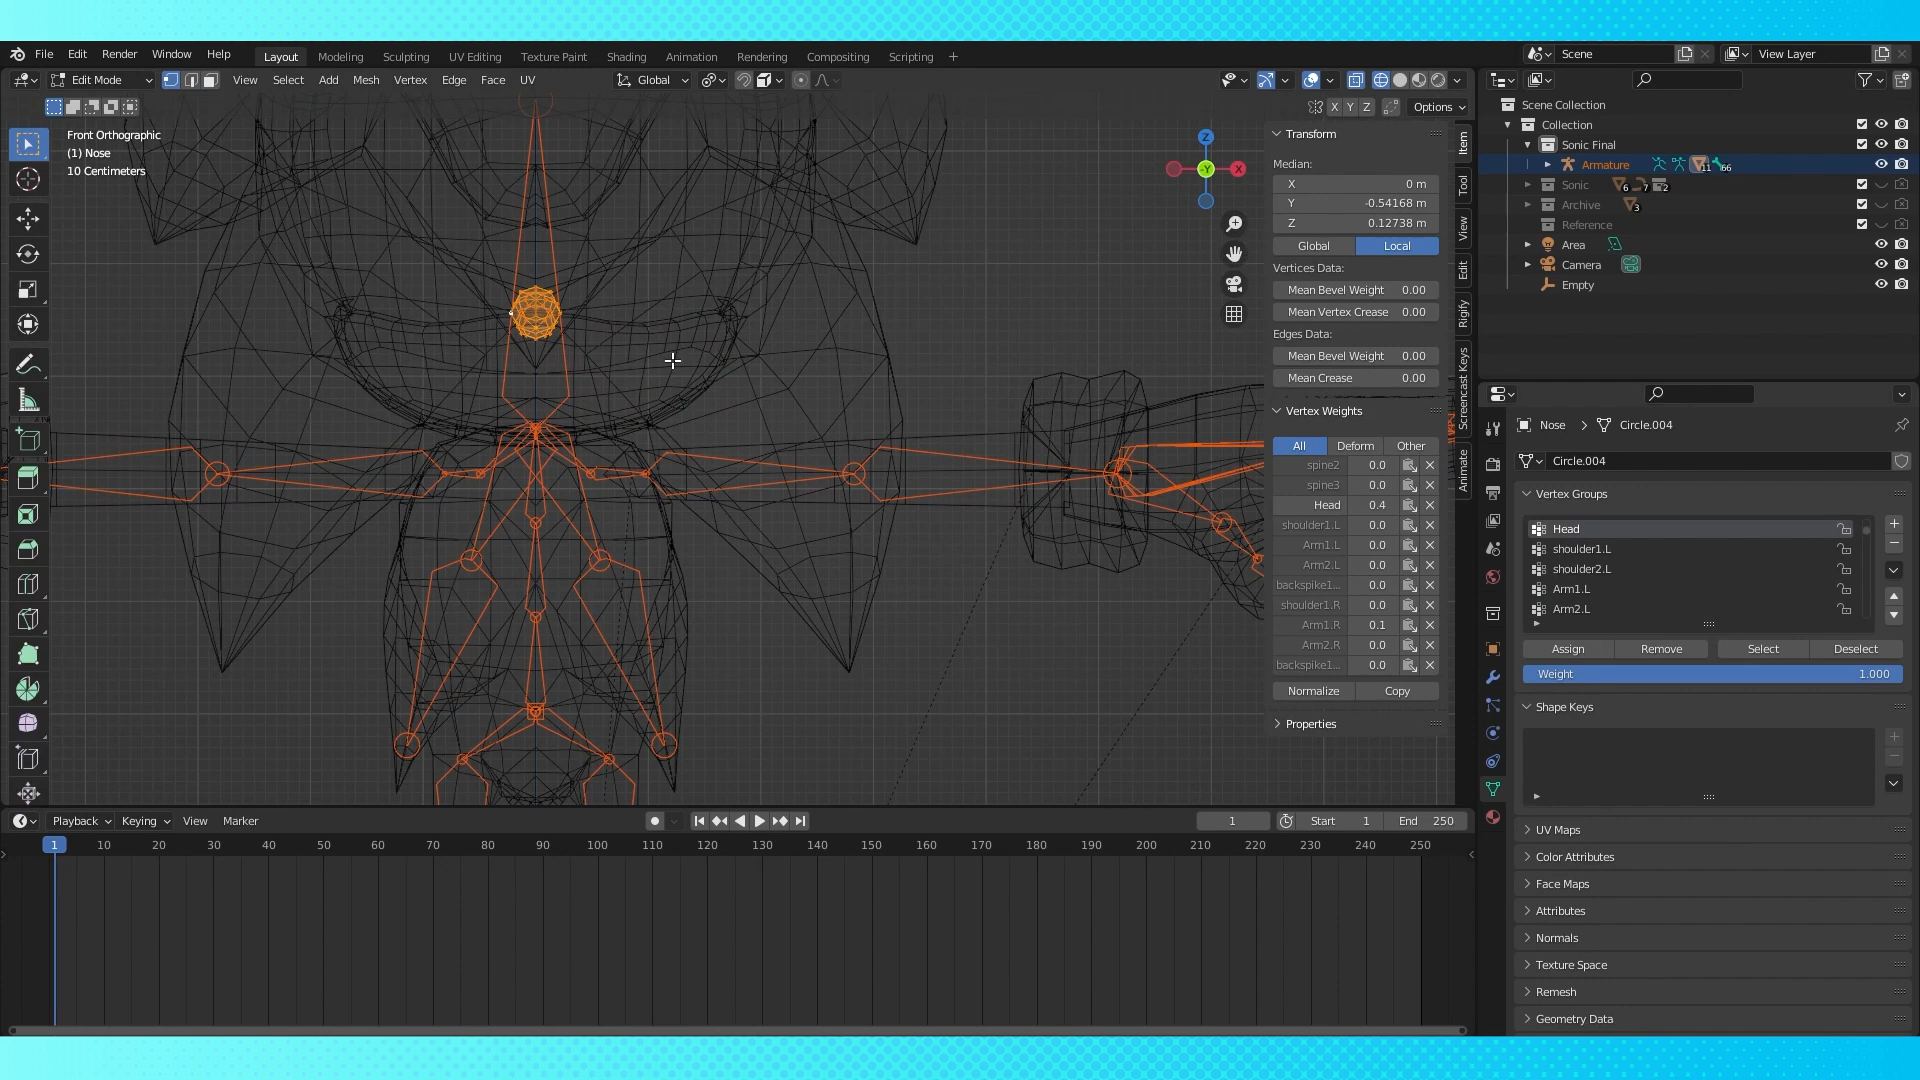 File Edit Render Window Help Layout Modeling Sculpting UV Editing Texture Paint Shading Animation Rendering Compositing Scripting + Scene View Layer
Edit Mode View Select Add Mesh Vertex Edge Face UV Global
X Y Z Options
Front Orthographic
(1) Nose
10 Centimeters
Z
X
-Y
Transform
Median:
X 0 m
Y -0.54168 m
Z 0.12738 m
Global Local
Vertices Data:
Mean Bevel Weight 0.00
Mean Vertex Crease 0.00
Edges Data:
Mean Bevel Weight 0.00
Mean Crease 0.00
Vertex Weights
All Deform Other
spine2 0.0
spine3 0.0
Head 0.4
shoulder1.L 0.0
Arm1.L 0.0
Arm2.L 0.0
backspike1... 0.0
shoulder1.R 0.0
Arm1.R 0.1
Arm2.R 0.0
backspike1... 0.0
Normalize Copy
Properties
Item
Tool
View
Edit
Rigify
Screencast Keys
Animate
Scene Collection
Collection
Sonic Final
Armature 11 66
Sonic 6 7 2
Archive 3
Reference
Area
Camera
Empty
Nose > Circle.004
Circle.004
Vertex Groups
Head
shoulder1.L
shoulder2.L
Arm1.L
Arm2.L
Assign Remove Select Deselect
Weight 1.000
Shape Keys
UV Maps
Color Attributes
Face Maps
Attributes
Normals
Texture Space
Remesh
Geometry Data
Playback Keying View Marker 1 Start 1 End 250
1 10 20 30 40 50 60 70 80 90 100 110 120 130 140 150 160 170 180 190 200 210 220 230 240 250